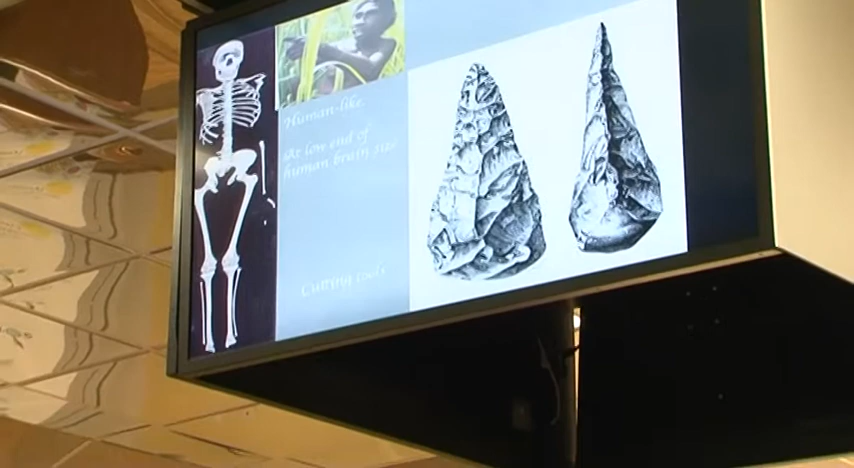 Human-like.
At low end of
human brain size
Cutting tools